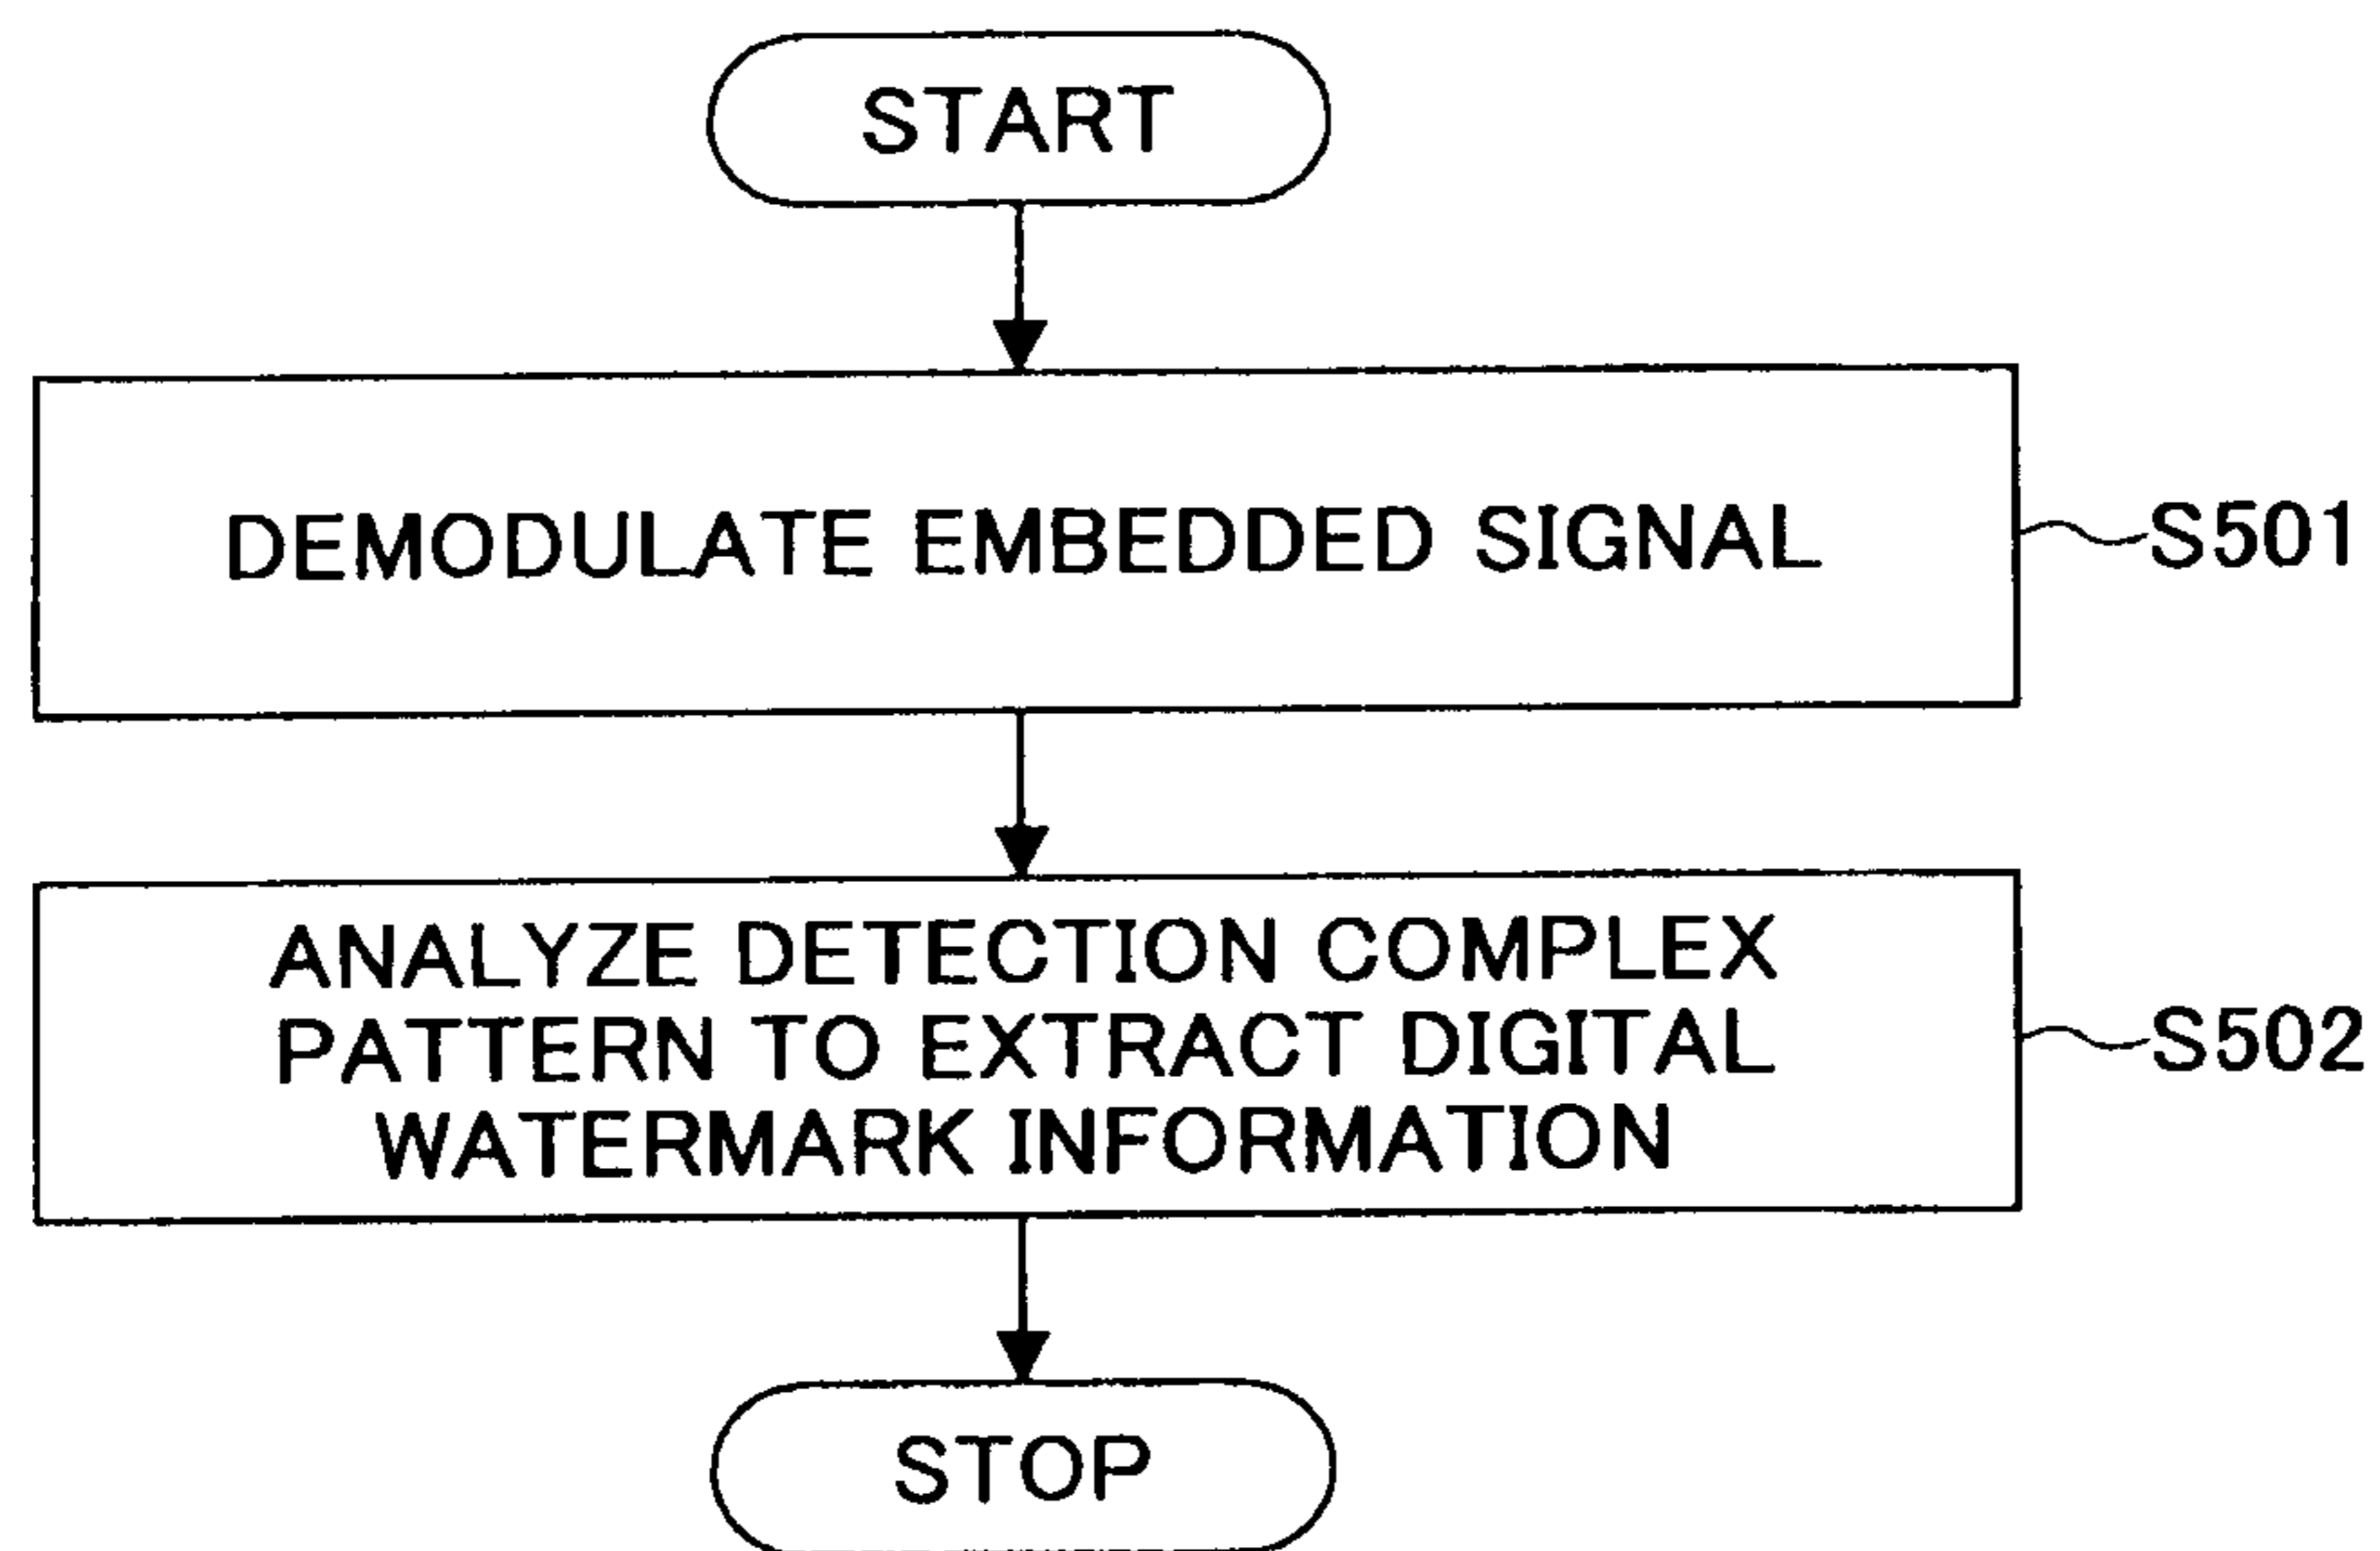 START
DEMODULATE EMBEDDED SIGNAL
S501
ANALYZE DETECTION COMPLEX
PATTERN TO EXTRACT DIGITAL
WATERMARK INFORMATION
S502
STOP